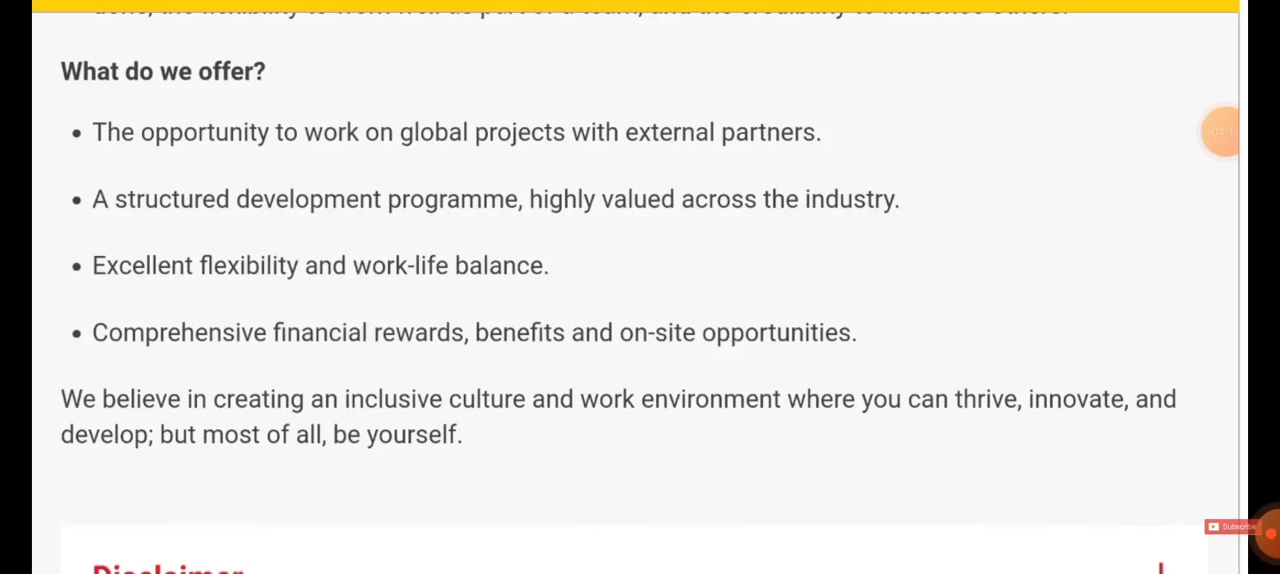 What do we offer?
The opportunity to work on global projects with external partners.
A structured development programme, highly valued across the industry.
Excellent flexibility and work-life balance.
Comprehensive financial rewards, benefits and on-site opportunities.
We believe in creating an inclusive culture and work environment where you can thrive, innovate, and
develop; but most of all, be yourself.
Subscribe
Disclaimer